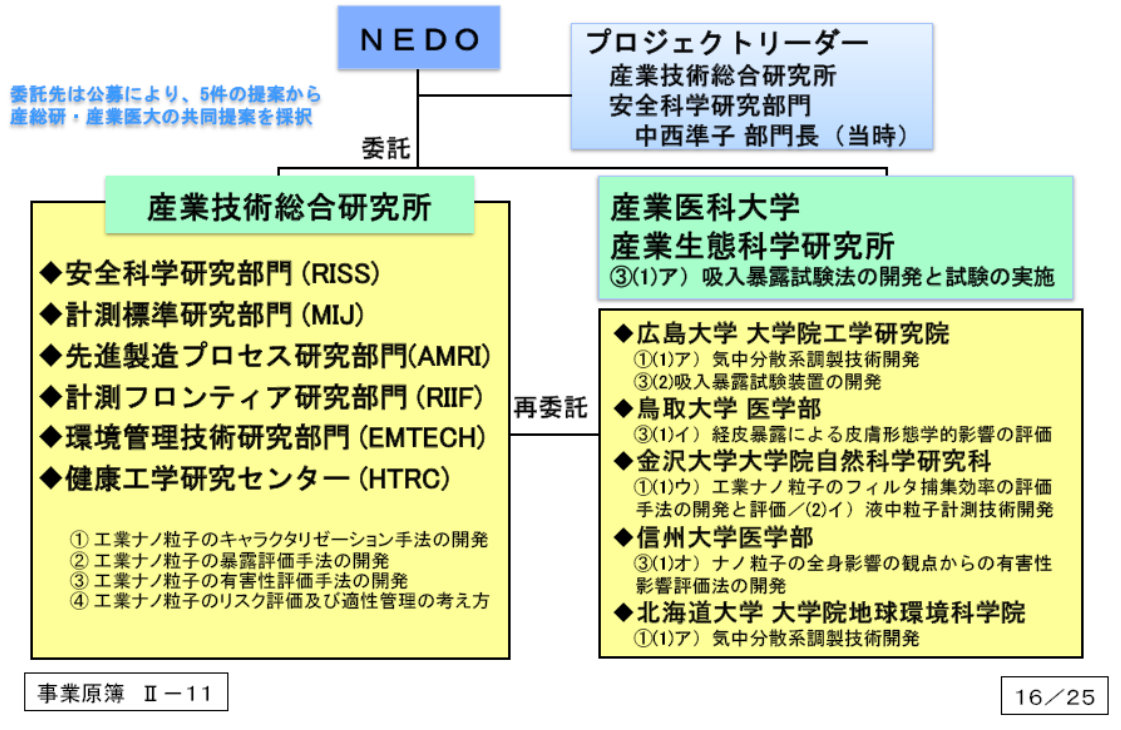 NEDO
プロジェクトリーダー
産業技術総合研究所
安全科学研究部門
中西準子 部門長（当時）
委託先は公募により、5件の提案から
産総研・産業医大の共同提案を採択
委託
産業技術総合研究所
◆安全科学研究部門 (RISS)
◆計測標準研究部門 (MIJ)
◆先進製造プロセス研究部門(AMRI)
◆計測フロンティア研究部門 (RIIF)
◆環境管理技術研究部門 (EMTECH)
◆健康工学研究センター (HTRC)
① 工業ナノ粒子のキャラクタリゼーション手法の開発
② 工業ナノ粒子の暴露評価手法の開発
③ 工業ナノ粒子の有害性評価手法の開発
④ 工業ナノ粒子のリスク評価及び適性管理の考え方
再委託
産業医科大学
産業生態科学研究所
③(1)ア）吸入暴露試験法の開発と試験の実施
◆広島大学 大学院工学研究院
①(1)ア）気中分散系調製技術開発
③(2)吸入暴露試験装置の開発
◆鳥取大学 医学部
③(1)イ）経皮暴露による皮膚形態学的影響の評価
◆金沢大学大学院自然科学研究科
①(1)ウ）工業ナノ粒子のフィルタ捕集効率の評価
手法の開発と評価／(2)イ）液中粒子計測技術開発
◆信州大学医学部
③(1)オ）ナノ粒子の全身影響の観点からの有害性
影響評価法の開発
◆北海道大学 大学院地球環境科学院
①(1)ア）気中分散系調製技術開発
事業原簿 Ⅱ－11
16／25